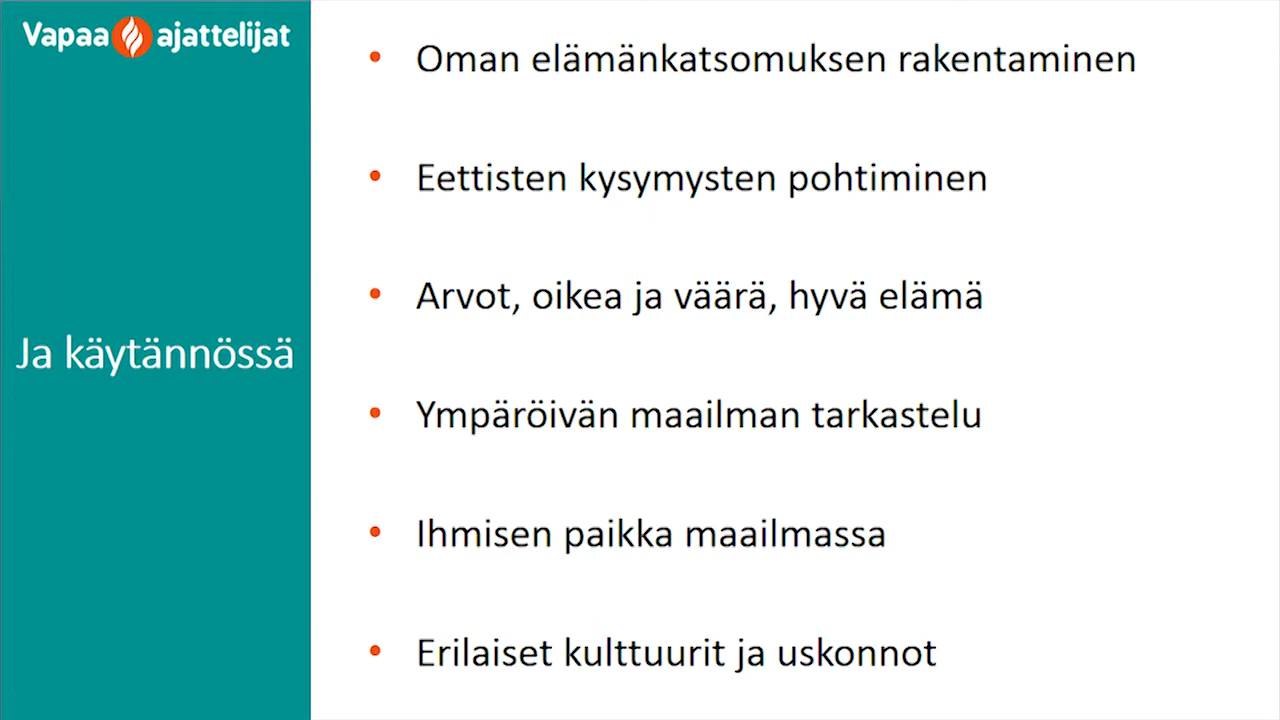 Vapaa ajattelijat
Ja käytännössä
• Oman elämänkatsomuksen rakentaminen
• Eettisten kysymysten pohtiminen
• Arvot, oikea ja väärä, hyvä elämä
• Ympäröivän maailman tarkastelu
• Ihmisen paikka maailmassa
• Erilaiset kulttuurit ja uskonnot